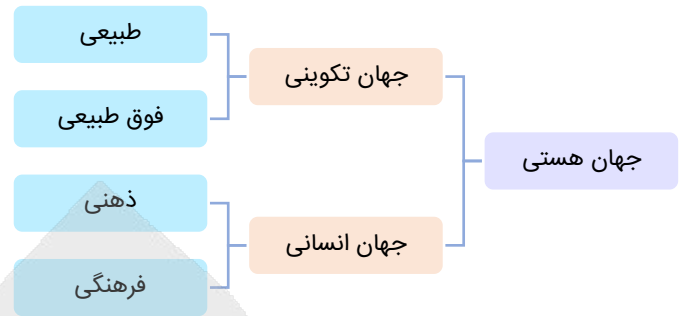 جهان هستی
جهان تکوینی
طبیعی
فوق طبیعی
جهان انسانی
ذهنی
فرهنگی